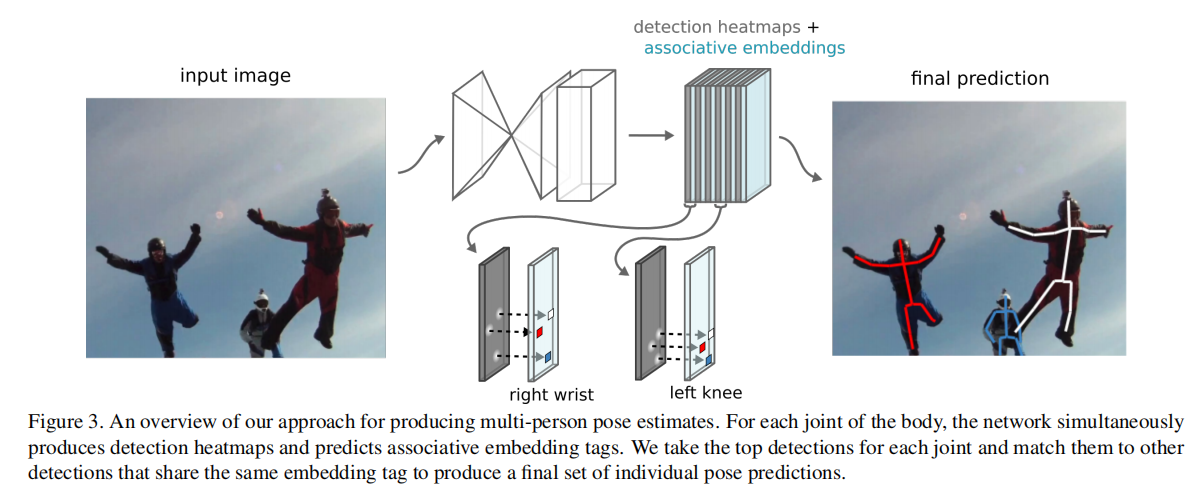 detection heatmaps +
associative embeddings
input image
final prediction
right wrist
left knee
Figure 3. An overview of our approach for producing multi-person pose estimates. For each joint of the body, the network simultaneously
produces detection heatmaps and predicts associative embedding tags. We take the top detections for each joint and match them to other
detections that share the same embedding tag to produce a final set of individual pose predictions.